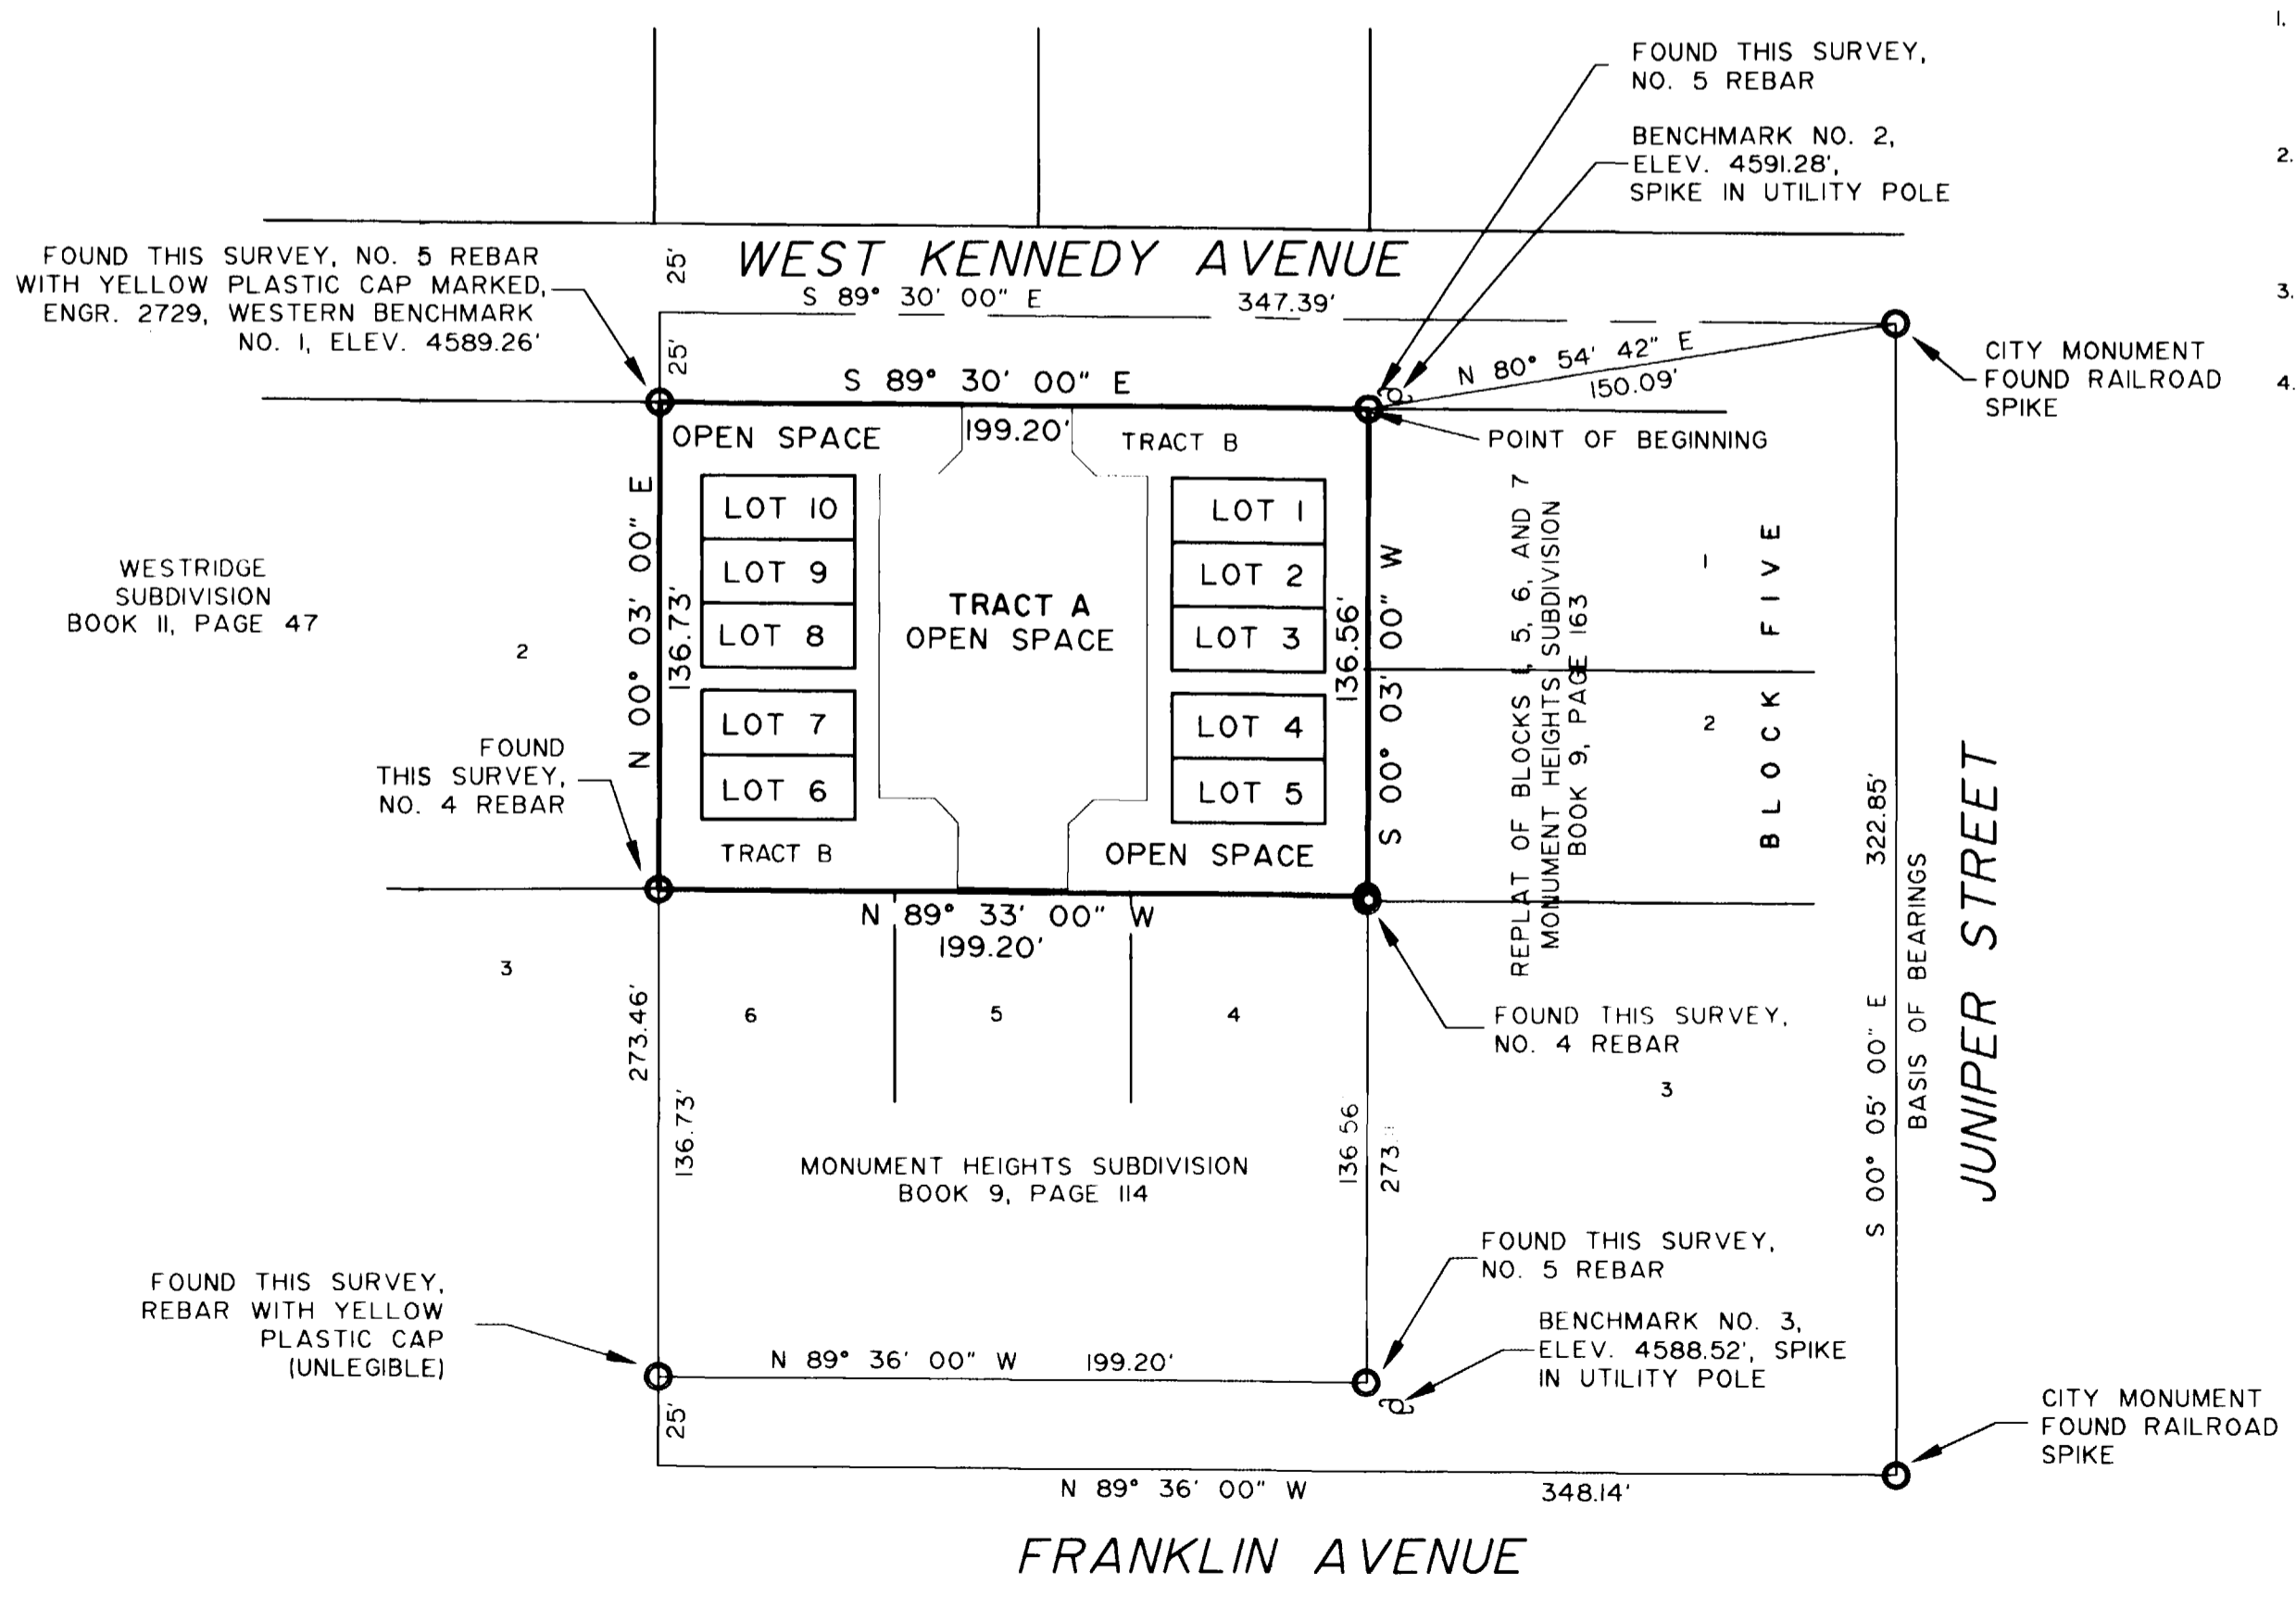 1.
2.
3.
4.
FOUND THIS SURVEY,
NO. 5 REBAR
BENCHMARK NO. 2,
ELEV. 4591.28',
SPIKE IN UTILITY POLE
FOUND THIS SURVEY, NO. 5 REBAR
WITH YELLOW PLASTIC CAP MARKED,
ENGR. 2729, WESTERN BENCHMARK
NO. 1, ELEV. 4589.26'
25'
WEST KENNEDY AVENUE
S 89° 30' 00" E 347.39'
25'
S 89° 30' 00" E
199.20'
N 80° 54' 42" E
150.09'
CITY MONUMENT
FOUND RAILROAD
SPIKE
POINT OF BEGINNING
OPEN SPACE
TRACT B
LOT 10
LOT 9
LOT 8
LOT 7
LOT 6
TRACT A
OPEN SPACE
LOT 1
LOT 2
LOT 3
LOT 4
LOT 5
TRACT B
OPEN SPACE
N 00° 03' 00" E
136.73'
136.56'
S 00° 03' 00" W
WESTRIDGE
SUBDIVISION
BOOK 11, PAGE 47
2
FOUND
THIS SURVEY,
NO. 4 REBAR
3
REPLAT OF BLOCKS 5, 6, AND 7
MONUMENT HEIGHTS SUBDIVISION
BOOK 9, PAGE 163
1
2
BLOCK FIVE
322.85'
S 00° 05' 00" E
BASIS OF BEARINGS
JUNIPER STREET
N 89° 33' 00" W
199.20'
273.46'
136.73'
6
5
4
FOUND THIS SURVEY,
NO. 4 REBAR
3
136 56
MONUMENT HEIGHTS SUBDIVISION
BOOK 9, PAGE 114
FOUND THIS SURVEY,
NO. 5 REBAR
BENCHMARK NO. 3,
ELEV. 4588.52', SPIKE
IN UTILITY POLE
FOUND THIS SURVEY,
REBAR WITH YELLOW
PLASTIC CAP
(UNLEGIBLE)
N 89° 36' 00" W 199.20'
25'
CITY MONUMENT
FOUND RAILROAD
SPIKE
N 89° 36' 00" W 348.14'
FRANKLIN AVENUE